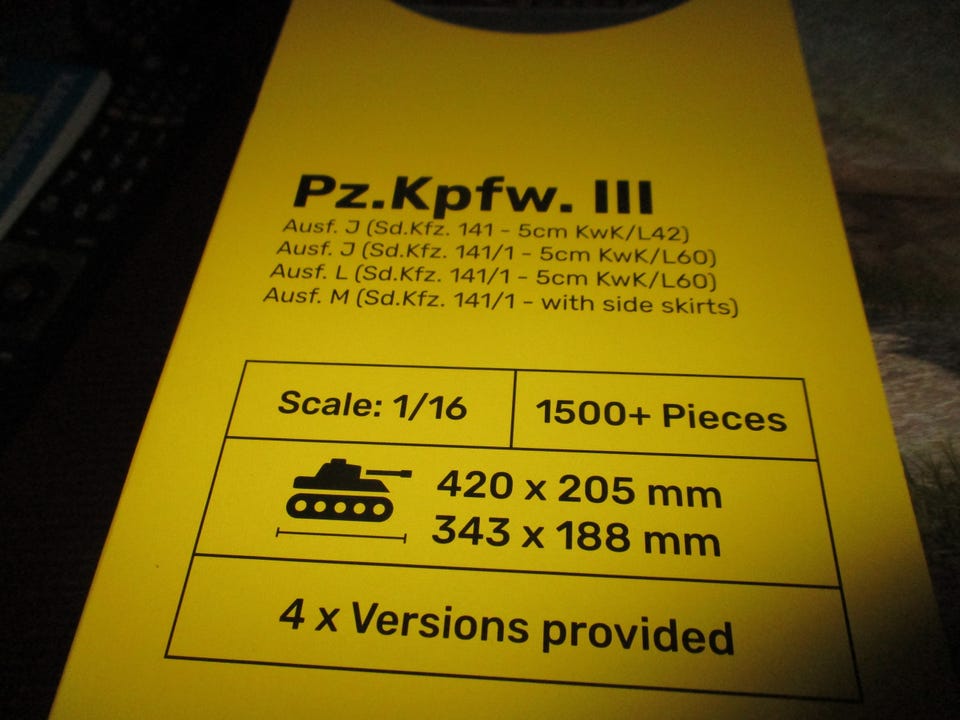 Pz.Kpfw. III
Ausf. J (Sd.Kfz. 141 - 5cm KwK/L42)
Ausf. J (Sd.Kfz. 141/1 - 5cm KwK/L60)
Ausf. L (Sd.Kfz. 141/1 - 5cm KwK/L60)
Ausf. M (Sd.Kfz. 141/1 - with side skirts)
Scale: 1/16
1500+ Pieces
420 x 205 mm
343 x 188 mm
4 x Versions provided